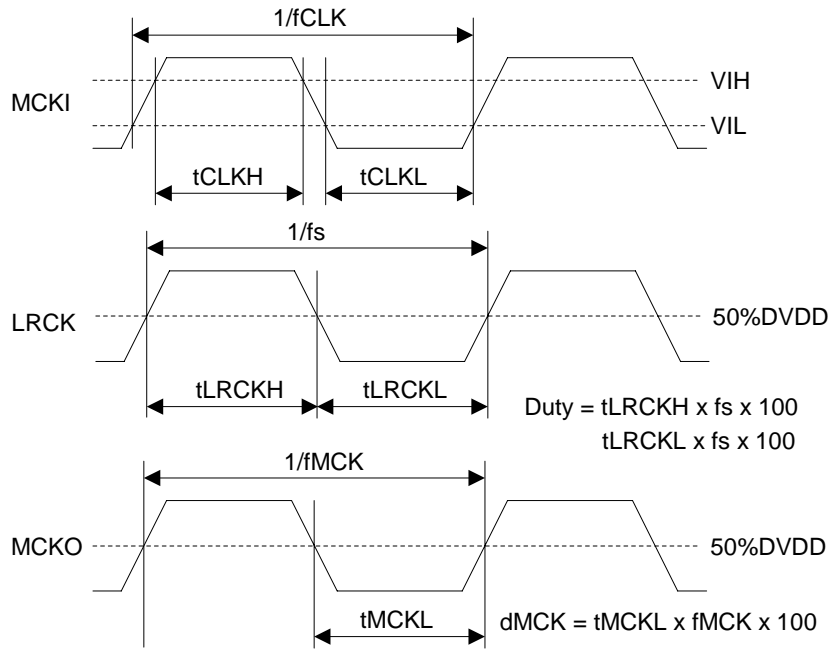 1/fCLK
MCKI
VIH
VIL
tCLKH
tCLKL
1/fs
LRCK
50%DVDD
tLRCKH
tLRCKL
Duty = tLRCKH x fs x 100
tLRCKL x fs x 100
1/fMCK
MCKO
50%DVDD
tMCKL
dMCK = tMCKL x fMCK x 100